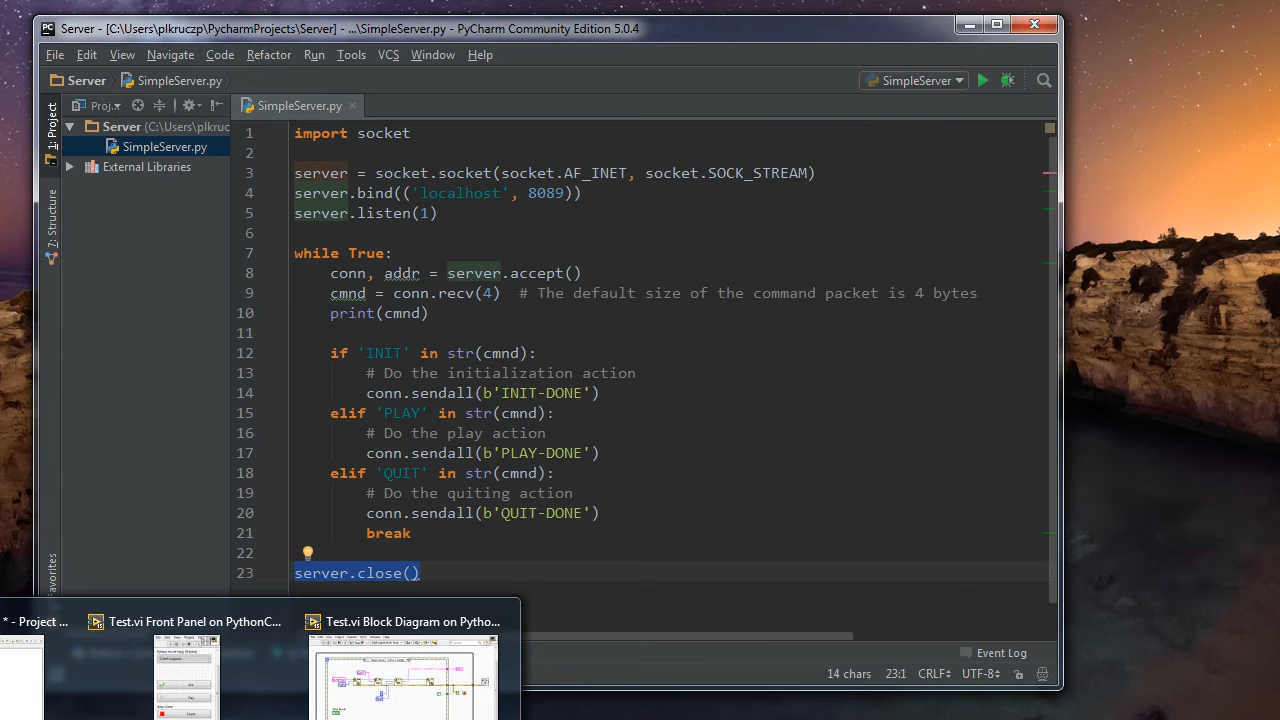 Server - [C:\Users\plkruczp\PycharmProjects\Server] - ...\SimpleServer.py - PyCharm Community Edition 5.0.4
File Edit View Navigate Code Refactor Run Tools VCS Window Help
Server SimpleServer.py SimpleServer
Proj.. SimpleServer.py
1: Project
7: Structure
Favorites
Server (C:\Users\plkruc
SimpleServer.py
External Libraries
1 import socket
2
3 server = socket.socket(socket.AF_INET, socket.SOCK_STREAM)
4 server.bind(('localhost', 8089))
5 server.listen(1)
6
7 while True:
8 conn, addr = server.accept()
9 cmnd = conn.recv(4) # The default size of the command packet is 4 bytes
10 print(cmnd)
11
12 if 'INIT' in str(cmnd):
13 # Do the initialization action
14 conn.sendall(b'INIT-DONE')
15 elif 'PLAY' in str(cmnd):
16 # Do the play action
17 conn.sendall(b'PLAY-DONE')
18 elif 'QUIT' in str(cmnd):
19 # Do the quiting action
20 conn.sendall(b'QUIT-DONE')
21 break
22
23 server.close()
* - Project ... Test.vi Front Panel on PythonC... Test.vi Block Diagram on Pytho...
Event Log
14 chars 23:1 CRLF UTF-8